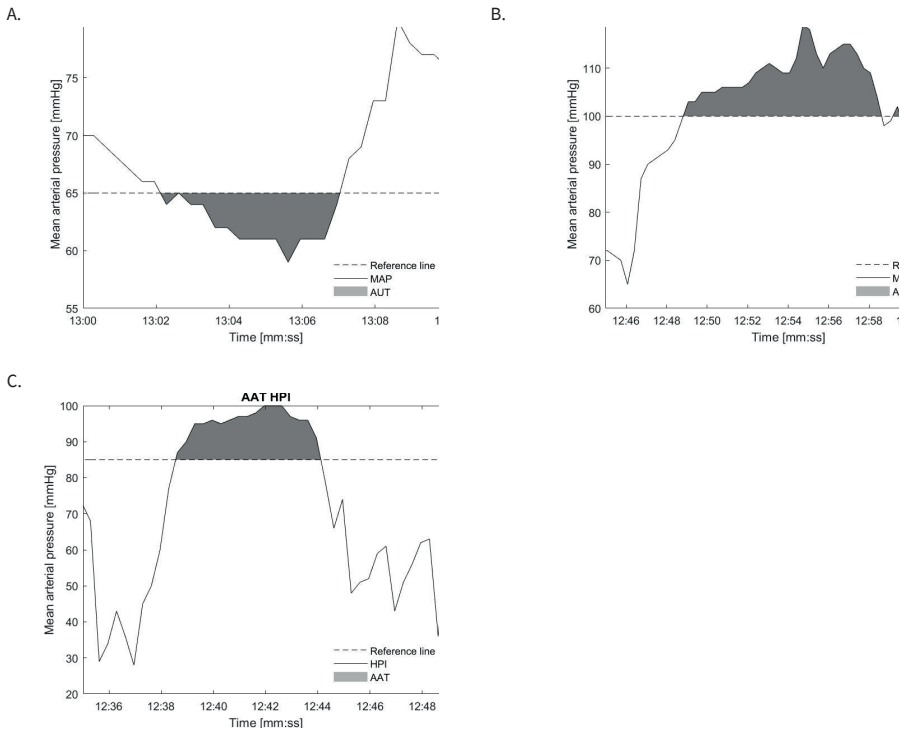 A.
Mean arterial pressure [mmHg]
75
70
65
60
55
13:00 13:02 13:04 13:06 13:08 1
Time [mm:ss]
Reference line
MAP
AUT
B.
Mean arterial pressure [mmHg]
110
100
90
80
70
60
12:46 12:48 12:50 12:52 12:54 12:56 12:58 1
Time [mm:ss]
R
M
A
C.
AAT HPI
Mean arterial pressure [mmHg]
100
90
80
70
60
50
40
30
20
12:36 12:38 12:40 12:42 12:44 12:46 12:48
Time [mm:ss]
Reference line
HPI
AAT